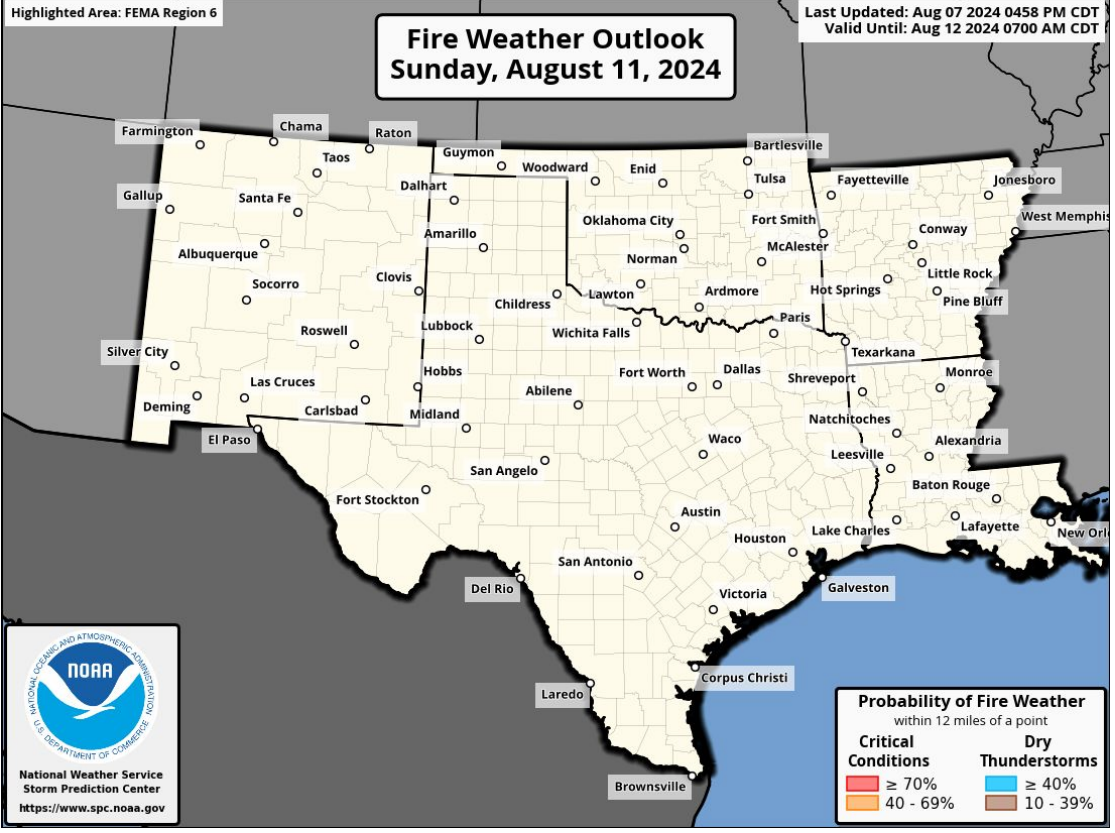 Highlighted Area: FEMA Region 6
Last Updated: Aug 07 2024 0458 PM CDT
Valid Until: Aug 12 2024 0700 AM CDT
Fire Weather Outlook
Sunday, August 11, 2024
Farmington
Chama
Raton
Taos
Guymon
Woodward
Enid
Bartlesville
Tulsa
Fayetteville
Jonesboro
Gallup
Santa Fe
Dalhart
Oklahoma City
Fort Smith
West Memphis
Albuquerque
Amarillo
Norman
McAlester
Conway
Socorro
Clovis
Childress
Lawton
Ardmore
Hot Springs
Little Rock
Pine Bluff
Roswell
Lubbock
Wichita Falls
Paris
Texarkana
Silver City
Las Cruces
Hobbs
Abilene
Fort Worth
Dallas
Shreveport
Monroe
Deming
Carlsbad
Midland
Natchitoches
El Paso
San Angelo
Waco
Leesville
Alexandria
Fort Stockton
Baton Rouge
Austin
Houston
Lake Charles
Lafayette
New Orl
Del Rio
San Antonio
Victoria
Galveston
Laredo
Corpus Christi
Brownsville
NATIONAL OCEANIC AND ATMOSPHERIC ADMINISTRATION
NOAA
U.S. DEPARTMENT OF COMMERCE
National Weather Service
Storm Prediction Center
https://www.spc.noaa.gov
Probability of Fire Weather
within 12 miles of a point
Critical
Conditions
≥ 70%
40 - 69%
Dry
Thunderstorms
≥ 40%
10 - 39%